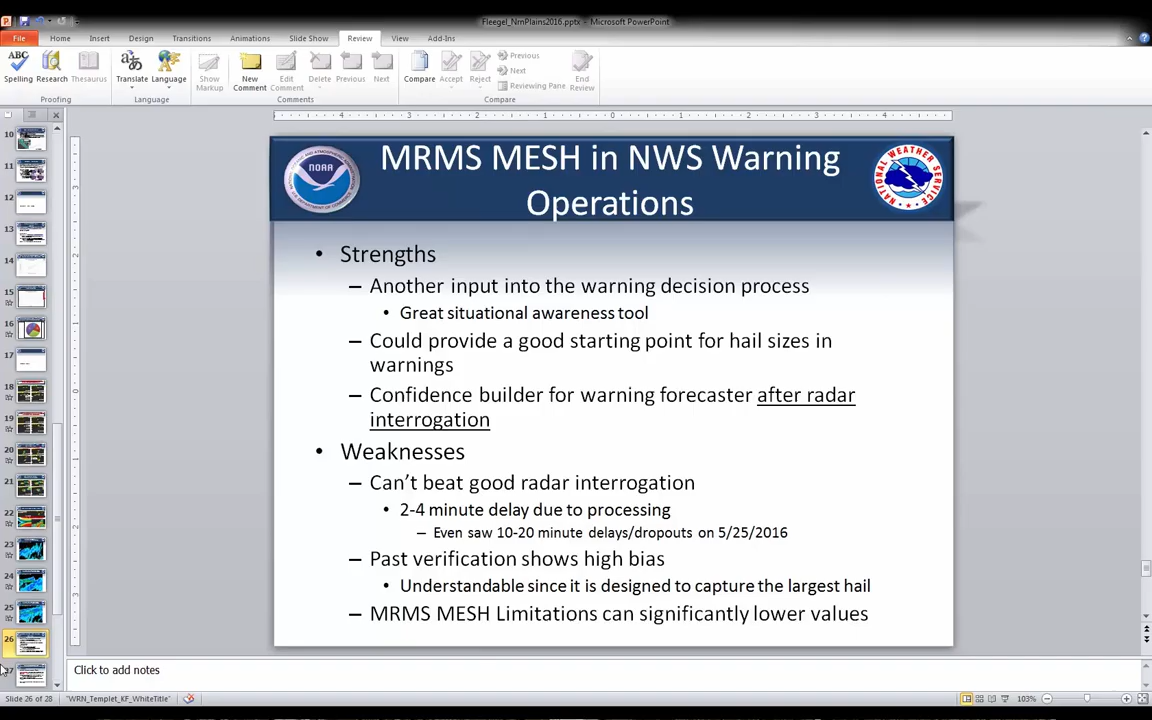 Fleegel_NrnPlains2016.pptx - Microsoft PowerPoint
File Home Insert Design Transitions Animations Slide Show Review View Add-Ins
ABC
Spelling Research Thesaurus
Translate Language
Show Markup
New Comment
Edit Comment
Delete Previous Next
Compare Accept Reject
Previous
Next
Reviewing Pane
End Review
Proofing Language Comments Compare
10
11
12
13
14
15
16
17
18
19
20
21
22
23
24
25
26
27
NOAA
MRMS MESH in NWS Warning
Operations
NATIONAL WEATHER SERVICE
• Strengths
– Another input into the warning decision process
• Great situational awareness tool
– Could provide a good starting point for hail sizes in
warnings
– Confidence builder for warning forecaster after radar
interrogation
• Weaknesses
– Can't beat good radar interrogation
• 2-4 minute delay due to processing
– Even saw 10-20 minute delays/dropouts on 5/25/2016
– Past verification shows high bias
• Understandable since it is designed to capture the largest hail
– MRMS MESH Limitations can significantly lower values
Click to add notes
Slide 26 of 28 "WRN_Templet_KF_WhiteTitle" 103%